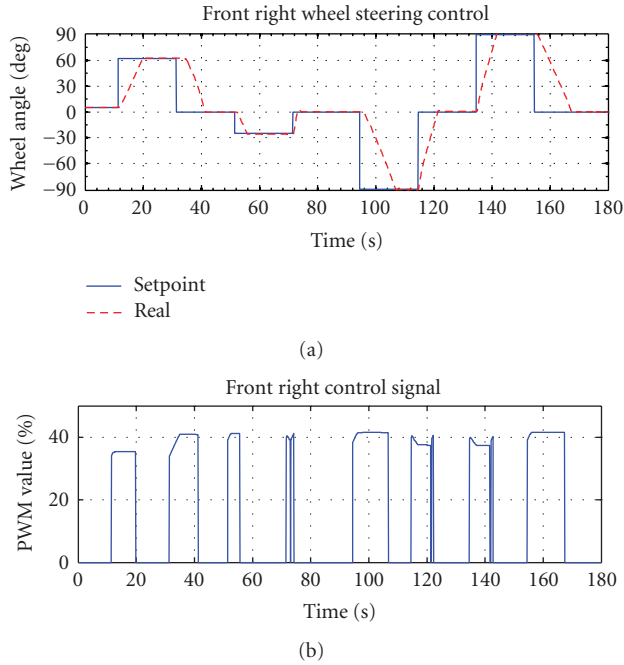 Front right wheel steering control
Wheel angle (deg)
90
60
30
0
−30
−60
−90
0 20 40 60 80 100 120 140 160 180
Time (s)
Setpoint
Real
(a)
Front right control signal
PWM value (%)
40
20
0
0 20 40 60 80 100 120 140 160 180
Time (s)
(b)